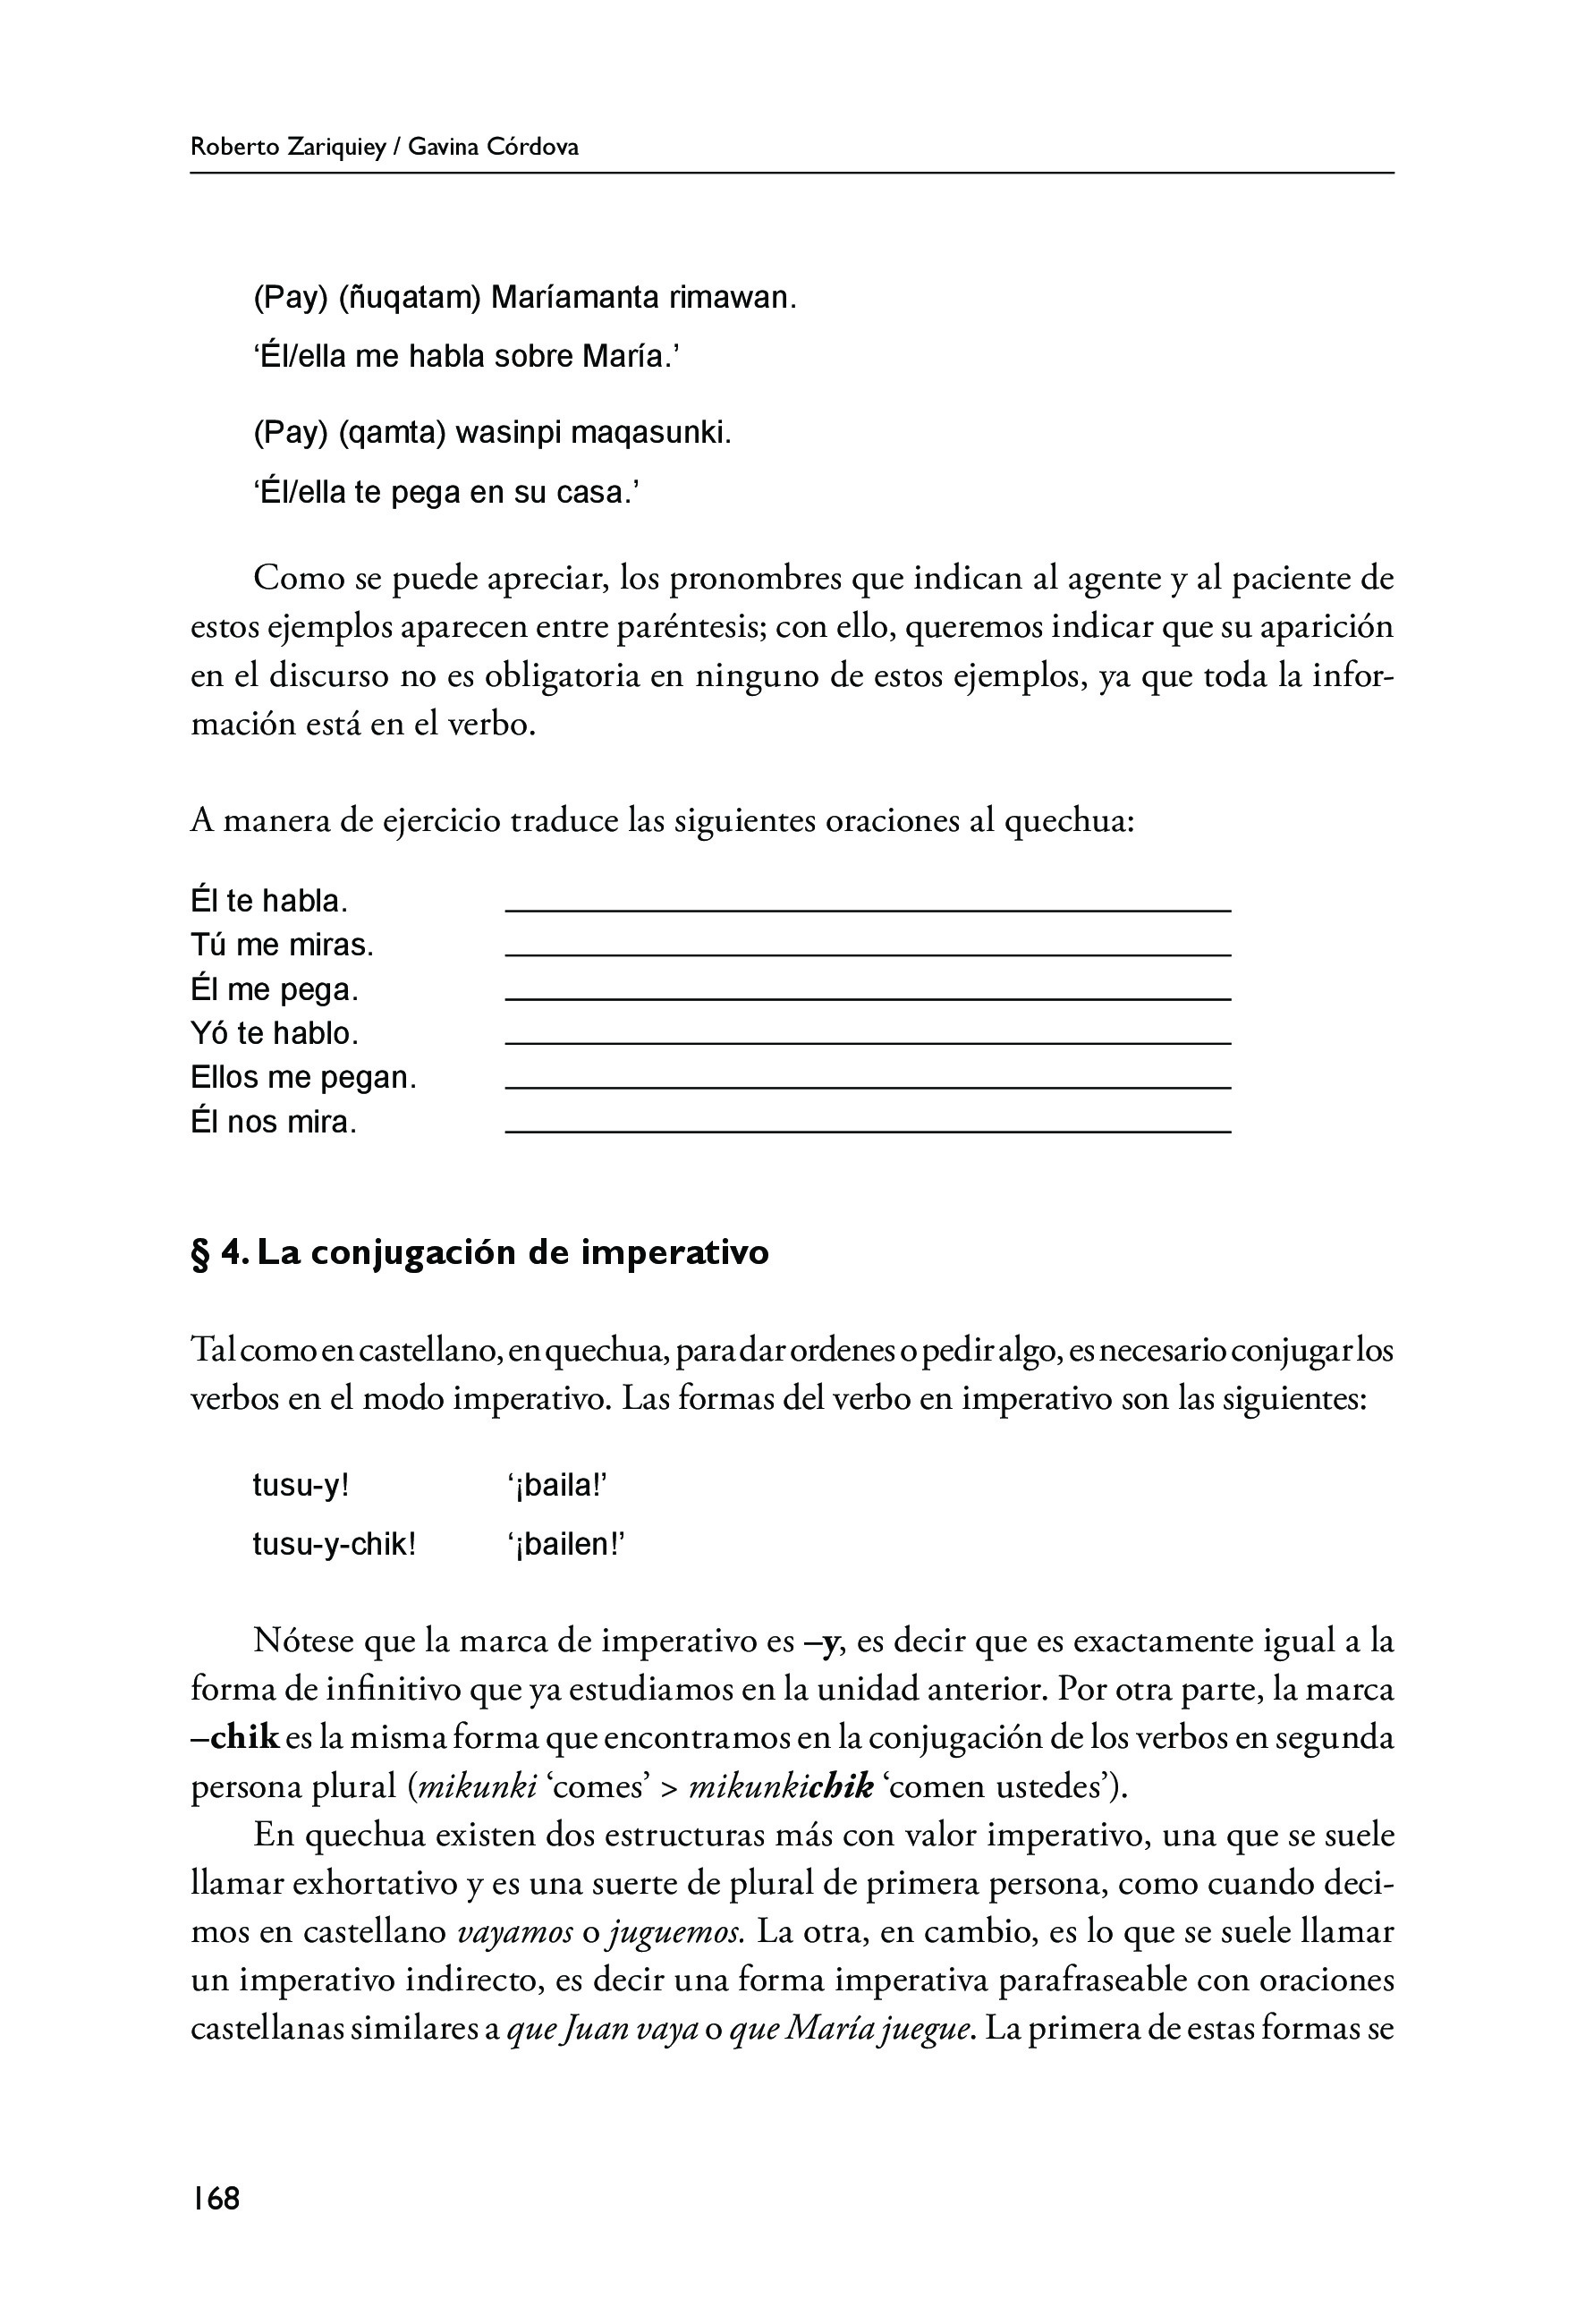 Roberto Zariquiey / Gavina Córdova
(Pay) (ñuqatam) Maríamanta rimawan.
‘Él/ella me habla sobre María.’
(Pay) (qamta) wasinpi maqasunki.
‘Él/ella te pega en su casa.’
Como se puede apreciar, los pronombres que indican al agente y al paciente de
estos ejemplos aparecen entre paréntesis; con ello, queremos indicar que su aparición
en el discurso no es obligatoria en ninguno de estos ejemplos, ya que toda la infor-
mación está en el verbo.
A manera de ejercicio traduce las siguientes oraciones al quechua:
Él te habla.
Tú me miras.
Él me pega.
Yó te hablo.
Ellos me pegan.
Él nos mira.
§ 4. La conjugación de imperativo
Tal como en castellano, en quechua, para dar ordenes o pedir algo, es necesario conjugar los
verbos en el modo imperativo. Las formas del verbo en imperativo son las siguientes:
tusu-y! ‘¡baila!’
tusu-y-chik! ‘¡bailen!’
Nótese que la marca de imperativo es –y, es decir que es exactamente igual a la
forma de infinitivo que ya estudiamos en la unidad anterior. Por otra parte, la marca
–chik es la misma forma que encontramos en la conjugación de los verbos en segunda
persona plural (mikunki ‘comes’ > mikunkichik ‘comen ustedes’).
En quechua existen dos estructuras más con valor imperativo, una que se suele
llamar exhortativo y es una suerte de plural de primera persona, como cuando deci-
mos en castellano vayamos o juguemos. La otra, en cambio, es lo que se suele llamar
un imperativo indirecto, es decir una forma imperativa parafraseable con oraciones
castellanas similares a que Juan vaya o que María juegue. La primera de estas formas se
168